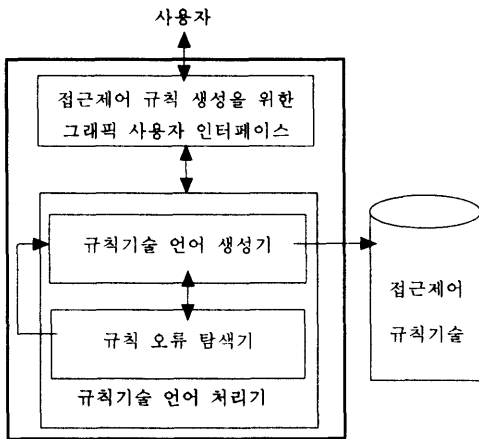 사용자
접근제어 규칙 생성을 위한
그래픽 사용자 인터페이스
규칙기술 언어 생성기
접근제어
규칙기술
규칙 오류 탐색기
규칙기술 언어 처리기